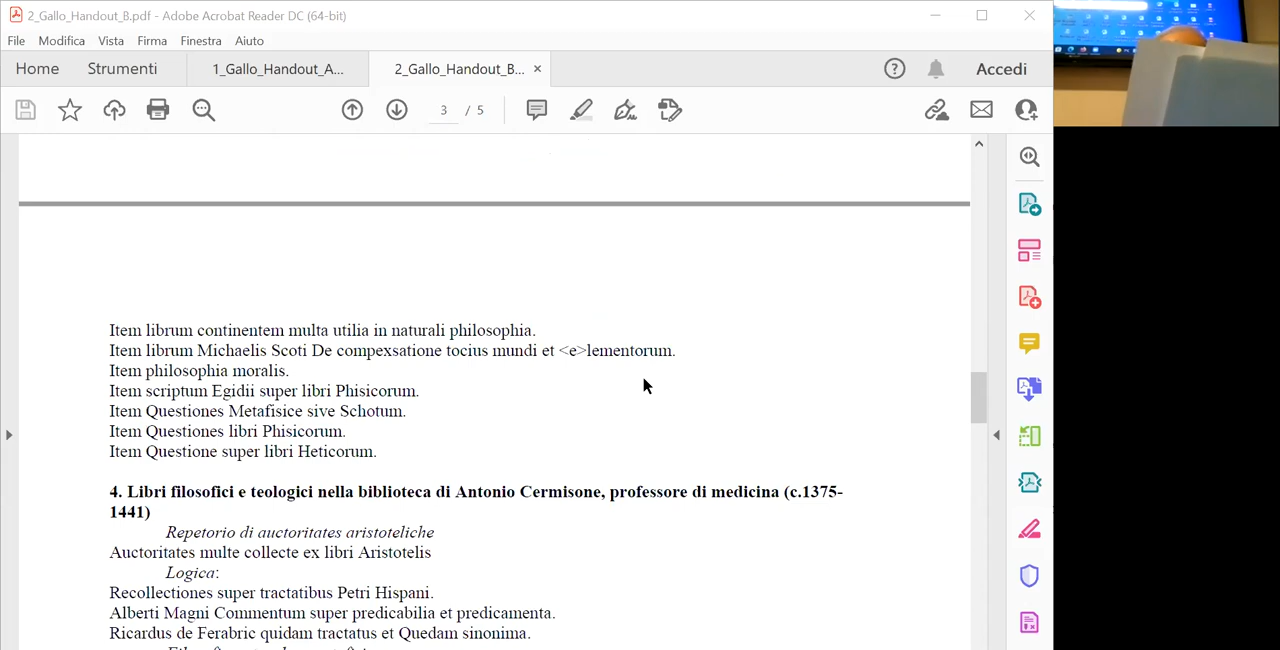 2_Gallo_Handout_B.pdf - Adobe Acrobat Reader DC (64-bit)
File Modifica Vista Firma Finestra Aiuto
Home Strumenti 1_Gallo_Handout_A... 2_Gallo_Handout_B... × Accedi
3 / 5
Item librum continentem multa utilia in naturali philosophia.
Item librum Michaelis Scoti De compexsatione tocius mundi et <e>lementorum.
Item philosophia moralis.
Item scriptum Egidii super libri Phisicorum.
Item Questiones Metafisice sive Schotum.
Item Questiones libri Phisicorum.
Item Questione super libri Heticorum.
4. Libri filosofici e teologici nella biblioteca di Antonio Cermisone, professore di medicina (c.1375-
1441)
Repetorio di auctoritates aristoteliche
Auctoritates multe collecte ex libri Aristotelis
Logica:
Recollectiones super tractatibus Petri Hispani.
Alberti Magni Commentum super predicabilia et predicamenta.
Ricardus de Ferabric quidam tractatus et Quedam sinonima.